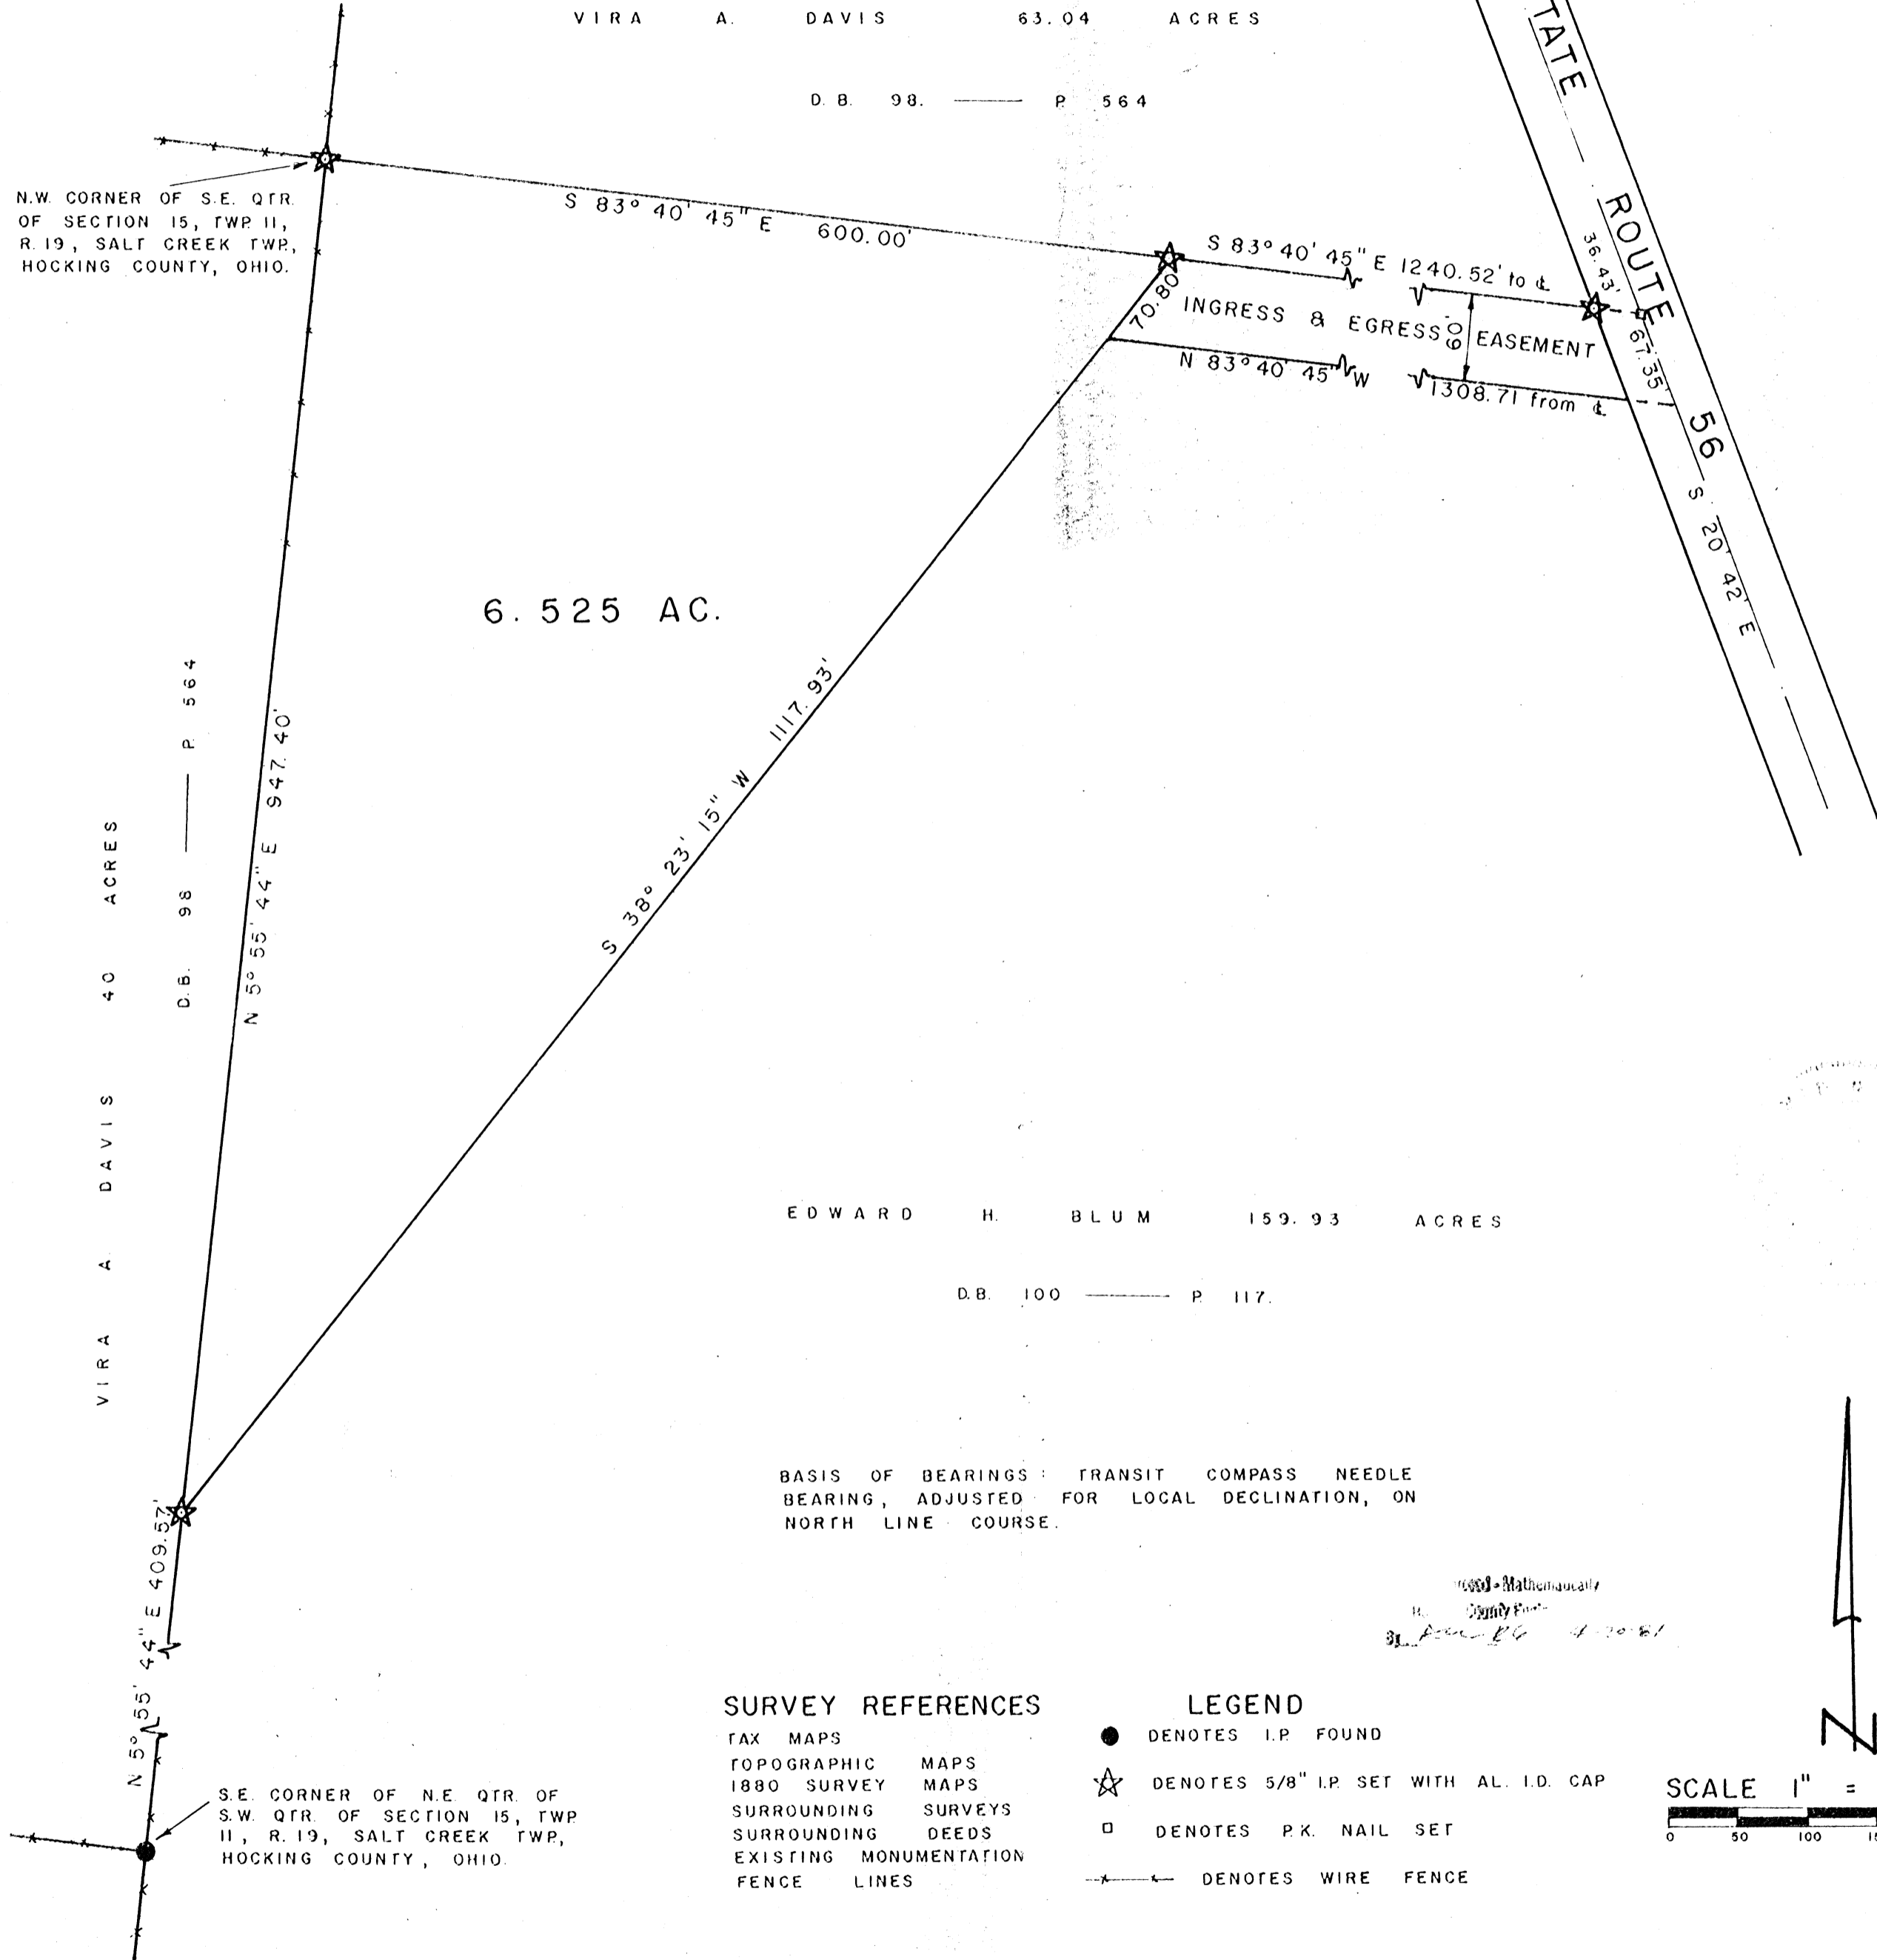 VIRA A. DAVIS 63.04 ACRES
D. B. 98. P. 564
TATE ROUTE 56
N.W. CORNER OF S.E. QTR.
OF SECTION 15, TWP. 11,
R. 19, SALT CREEK TWP.,
HOCKING COUNTY, OHIO.
S 83° 40' 45" E 600.00'
S 83° 40' 45" E 1240.52' to ℄
36.43'
70.80'
INGRESS & EGRESS EASEMENT
60'
67.35'
N 83° 40' 45" W
1308.71 from ℄
S 20° 42' E
6.525 AC.
N 5° 55' 44" E 947.40'
S 38° 23' 15" W 1117.93'
VIRA A. DAVIS 40 ACRES
D.B. 98 P. 564
EDWARD H. BLUM 159.93 ACRES
D.B. 100 P. 117.
BASIS OF BEARINGS : TRANSIT COMPASS NEEDLE
BEARING, ADJUSTED FOR LOCAL DECLINATION, ON
NORTH LINE COURSE.
N 5° 55' 44" E 409.57'
Mathematically
County
4-20-81
S.E. CORNER OF N.E. QTR. OF
S.W. QTR. OF SECTION 15, TWP.
11, R. 19, SALT CREEK TWP.,
HOCKING COUNTY, OHIO.
SURVEY REFERENCES
TAX MAPS
TOPOGRAPHIC MAPS
1880 SURVEY MAPS
SURROUNDING SURVEYS
SURROUNDING DEEDS
EXISTING MONUMENTATION
FENCE LINES
LEGEND
DENOTES I.P. FOUND
DENOTES 5/8" I.P. SET WITH AL. I.D. CAP
DENOTES P.K. NAIL SET
DENOTES WIRE FENCE
N
SCALE 1" =
0 50 100